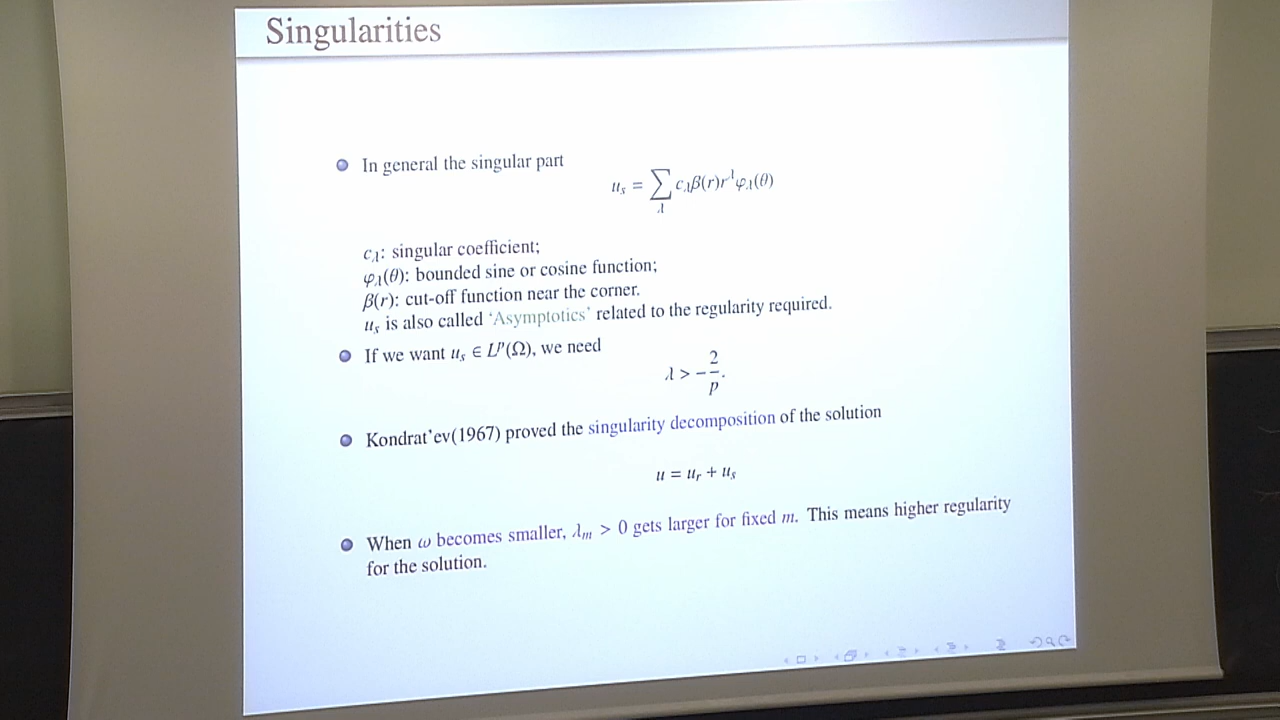 Singularities
In general the singular part
u_s = ∑_λ c_λβ(r)r^λφ_λ(θ)
c_λ: singular coefficient;
φ_λ(θ): bounded sine or cosine function;
β(r): cut-off function near the corner.
u_s is also called ‘Asymptotics’ related to the regularity required.
If we want u_s ∈ L^p(Ω), we need
λ > −2/p.
Kondrat’ev(1967) proved the singularity decomposition of the solution
u = u_r + u_s
When ω becomes smaller, λ_m > 0 gets larger for fixed m. This means higher regularity
for the solution.